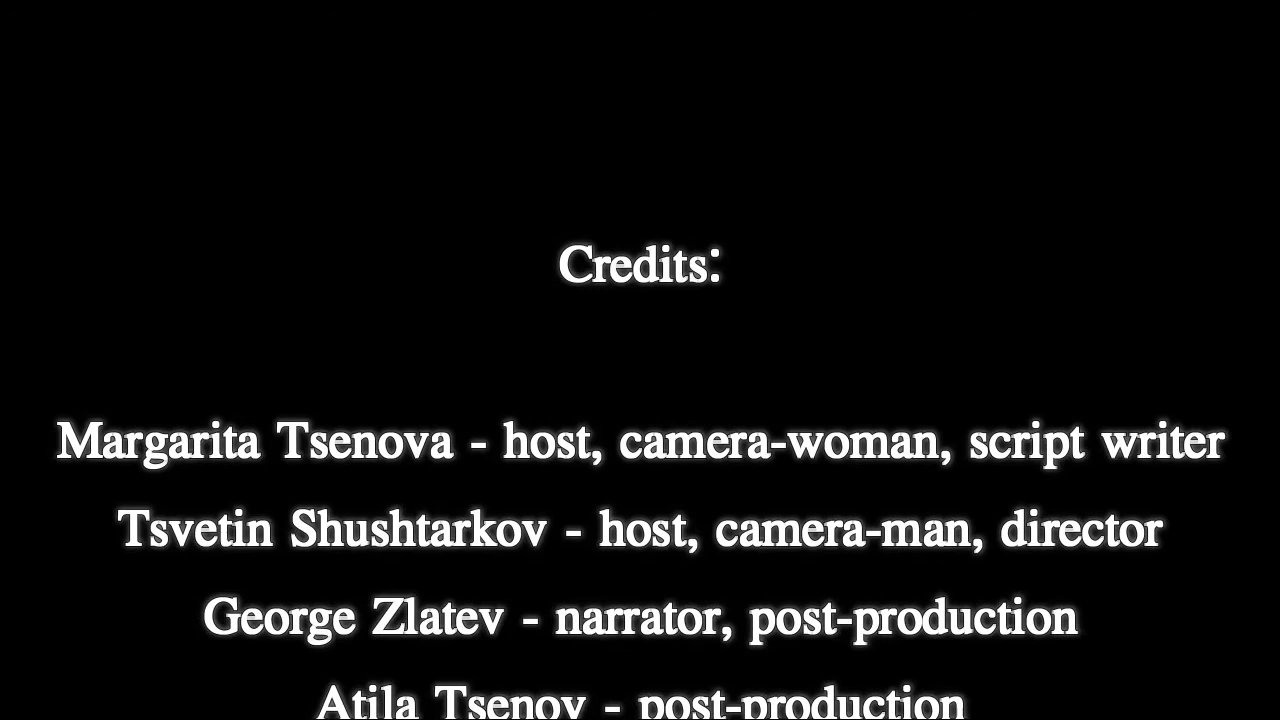 Credits:
Margarita Tsenova - host, camera-woman, script writer
Tsvetin Shushtarkov - host, camera-man, director
George Zlatev - narrator, post-production
Atila Tsenov - post-production